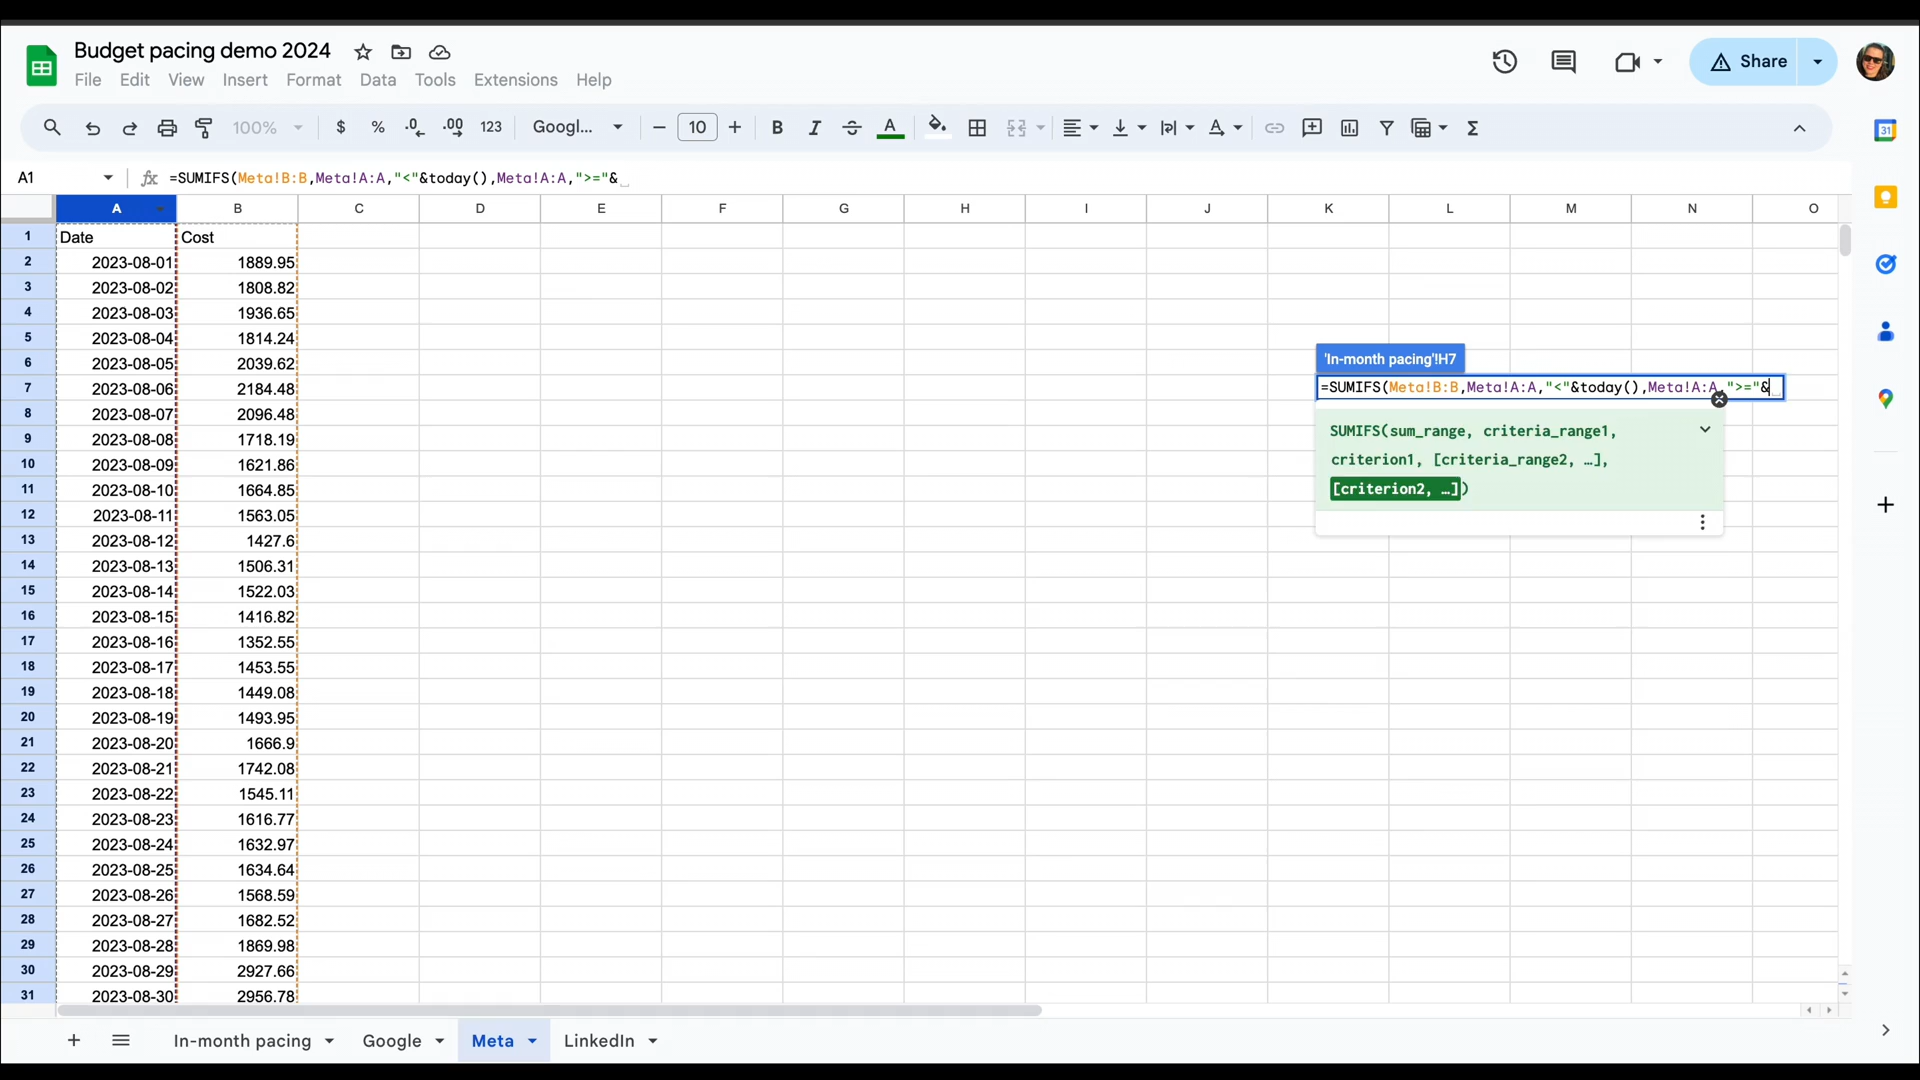 Budget pacing demo 2024
File Edit View Insert Format Data Tools Extensions Help
Share
100% $ % .0 .00 123 Googl... 10 B I A
31
A1 fx =SUMIFS(Meta!B:B,Meta!A:A,"<"&today(),Meta!A:A,">="&
A B C D E F G H I J K L M N O
1 Date Cost
2 2023-08-01 1889.95
3 2023-08-02 1808.82
4 2023-08-03 1936.65
5 2023-08-04 1814.24
6 2023-08-05 2039.62
'In-month pacing'!H7
7 2023-08-06 2184.48
=SUMIFS(Meta!B:B,Meta!A:A,"<"&today(),Meta!A:A,">="&
8 2023-08-07 2096.48
9 2023-08-08 1718.19
SUMIFS(sum_range, criteria_range1,
10 2023-08-09 1621.86
criterion1, [criteria_range2, …],
11 2023-08-10 1664.85
[criterion2, …])
12 2023-08-11 1563.05
13 2023-08-12 1427.6
14 2023-08-13 1506.31
15 2023-08-14 1522.03
16 2023-08-15 1416.82
17 2023-08-16 1352.55
18 2023-08-17 1453.55
19 2023-08-18 1449.08
20 2023-08-19 1493.95
21 2023-08-20 1666.9
22 2023-08-21 1742.08
23 2023-08-22 1545.11
24 2023-08-23 1616.77
25 2023-08-24 1632.97
26 2023-08-25 1634.64
27 2023-08-26 1568.59
28 2023-08-27 1682.52
29 2023-08-28 1869.98
30 2023-08-29 2927.66
31 2023-08-30 2956.78
In-month pacing Google Meta LinkedIn